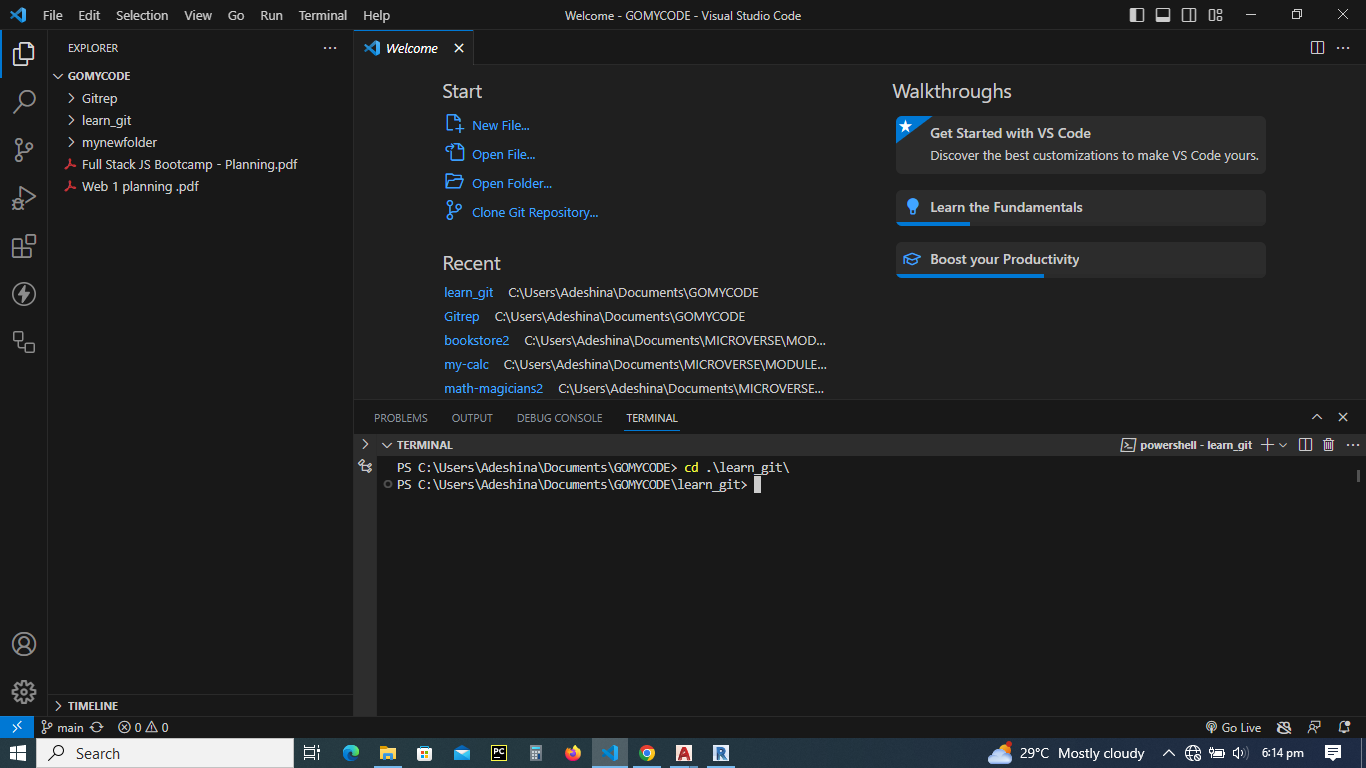 File Edit Selection View Go Run Terminal Help
Welcome - GOMYCODE - Visual Studio Code
EXPLORER
GOMYCODE
Gitrep
learn_git
mynewfolder
Full Stack JS Bootcamp - Planning.pdf
Web 1 planning .pdf
TIMELINE
Welcome
Start
New File...
Open File...
Open Folder...
Clone Git Repository...
Recent
learn_git C:\Users\Adeshina\Documents\GOMYCODE
Gitrep C:\Users\Adeshina\Documents\GOMYCODE
bookstore2 C:\Users\Adeshina\Documents\MICROVERSE\MOD...
my-calc C:\Users\Adeshina\Documents\MICROVERSE\MODULE...
math-magicians2 C:\Users\Adeshina\Documents\MICROVERSE...
Walkthroughs
Get Started with VS Code
Discover the best customizations to make VS Code yours.
Learn the Fundamentals
Boost your Productivity
PROBLEMS OUTPUT DEBUG CONSOLE TERMINAL
TERMINAL
powershell - learn_git
PS C:\Users\Adeshina\Documents\GOMYCODE> cd .\learn_git\
PS C:\Users\Adeshina\Documents\GOMYCODE\learn_git>
main 0 0
Go Live
Search
PC
A
R
29°C Mostly cloudy
6:14 pm